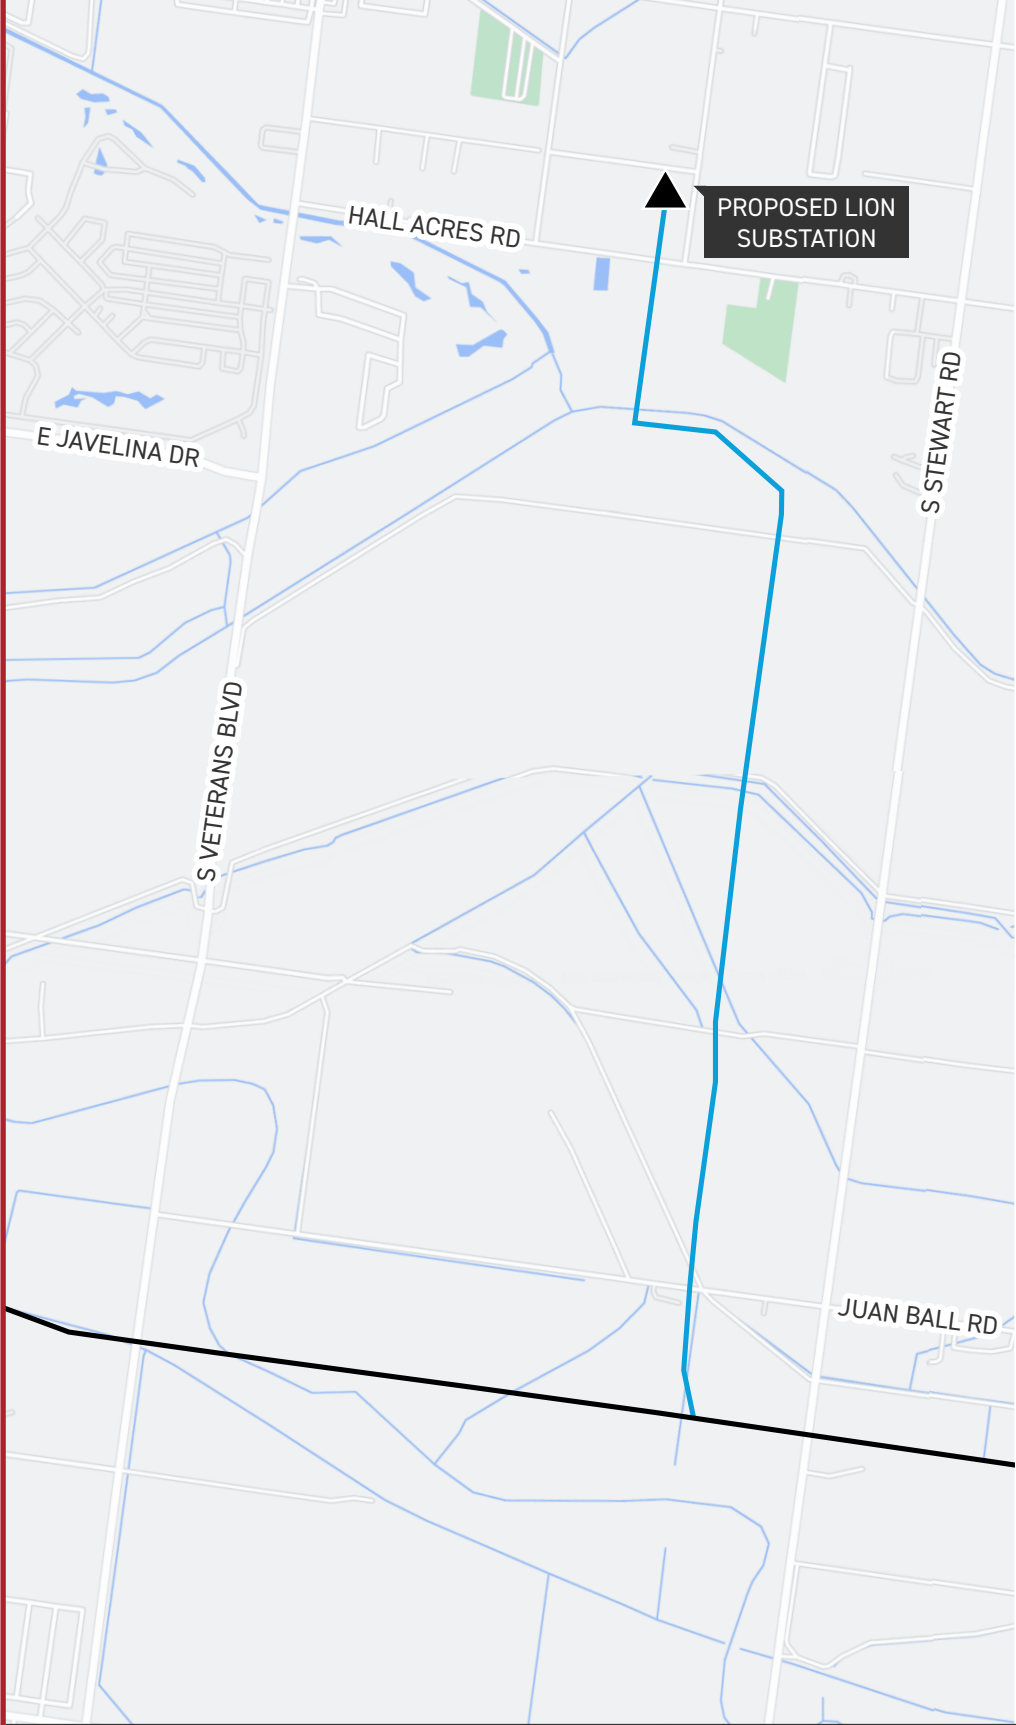 PROPOSED LION
SUBSTATION
HALL ACRES RD
S STEWART RD
E JAVELINA DR
S VETERANS BLVD
JUAN BALL RD